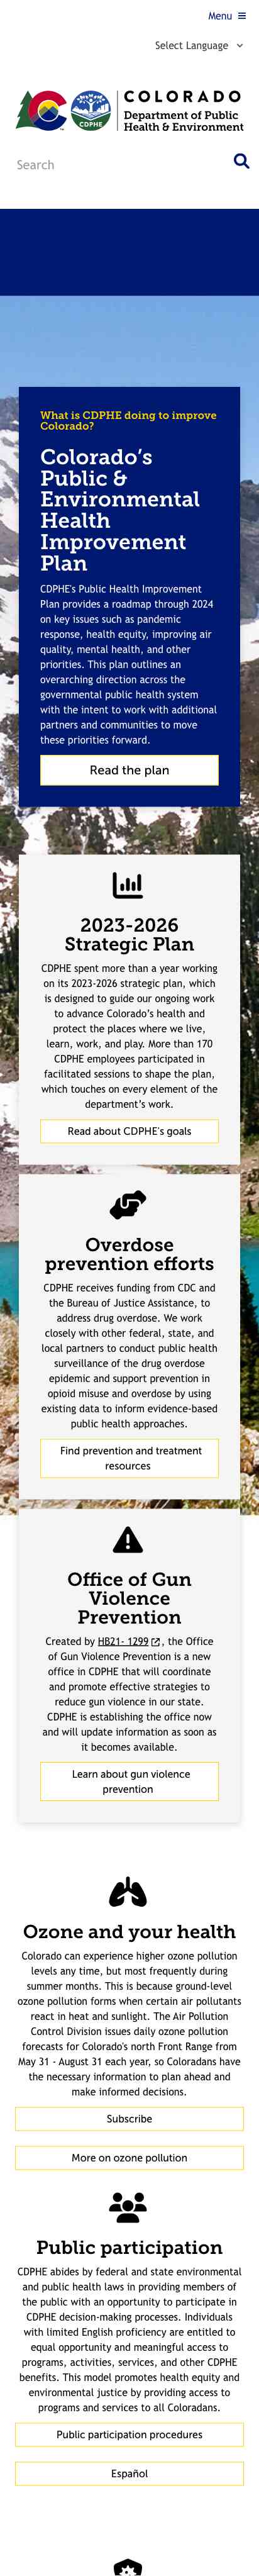 Menu
Select Language
COLORADO
Department of Public
Health & Environment
CDPHE
Search
What is CDPHE doing to improve
Colorado?
Colorado’s
Public &
Environmental
Health
Improvement
Plan
CDPHE's Public Health Improvement
Plan provides a roadmap through 2024
on key issues such as pandemic
response, health equity, improving air
quality, mental health, and other
priorities. This plan outlines an
overarching direction across the
governmental public health system
with the intent to work with additional
partners and communities to move
these priorities forward.
Read the plan
2023-2026
Strategic Plan
CDPHE spent more than a year working
on its 2023-2026 strategic plan, which
is designed to guide our ongoing work
to advance Colorado’s health and
protect the places where we live,
learn, work, and play. More than 170
CDPHE employees participated in
facilitated sessions to shape the plan,
which touches on every element of the
department’s work.
Read about CDPHE's goals
Overdose
prevention efforts
CDPHE receives funding from CDC and
the Bureau of Justice Assistance, to
address drug overdose. We work
closely with other federal, state, and
local partners to conduct public health
surveillance of the drug overdose
epidemic and support prevention in
opioid misuse and overdose by using
existing data to inform evidence-based
public health approaches.
Find prevention and treatment
resources
Office of Gun
Violence
Prevention
Created by HB21- 1299, the Office
of Gun Violence Prevention is a new
office in CDPHE that will coordinate
and promote effective strategies to
reduce gun violence in our state.
CDPHE is establishing the office now
and will update information as soon as
it becomes available.
Learn about gun violence
prevention
Ozone and your health
Colorado can experience higher ozone pollution
levels any time, but most frequently during
summer months. This is because ground-level
ozone pollution forms when certain air pollutants
react in heat and sunlight. The Air Pollution
Control Division issues daily ozone pollution
forecasts for Colorado's north Front Range from
May 31 - August 31 each year, so Coloradans have
the necessary information to plan ahead and
make informed decisions.
Subscribe
More on ozone pollution
Public participation
CDPHE abides by federal and state environmental
and public health laws in providing members of
the public with an opportunity to participate in
CDPHE decision-making processes. Individuals
with limited English proficiency are entitled to
equal opportunity and meaningful access to
programs, activities, services, and other CDPHE
benefits. This model promotes health equity and
environmental justice by providing access to
programs and services to all Coloradans.
Public participation procedures
Español